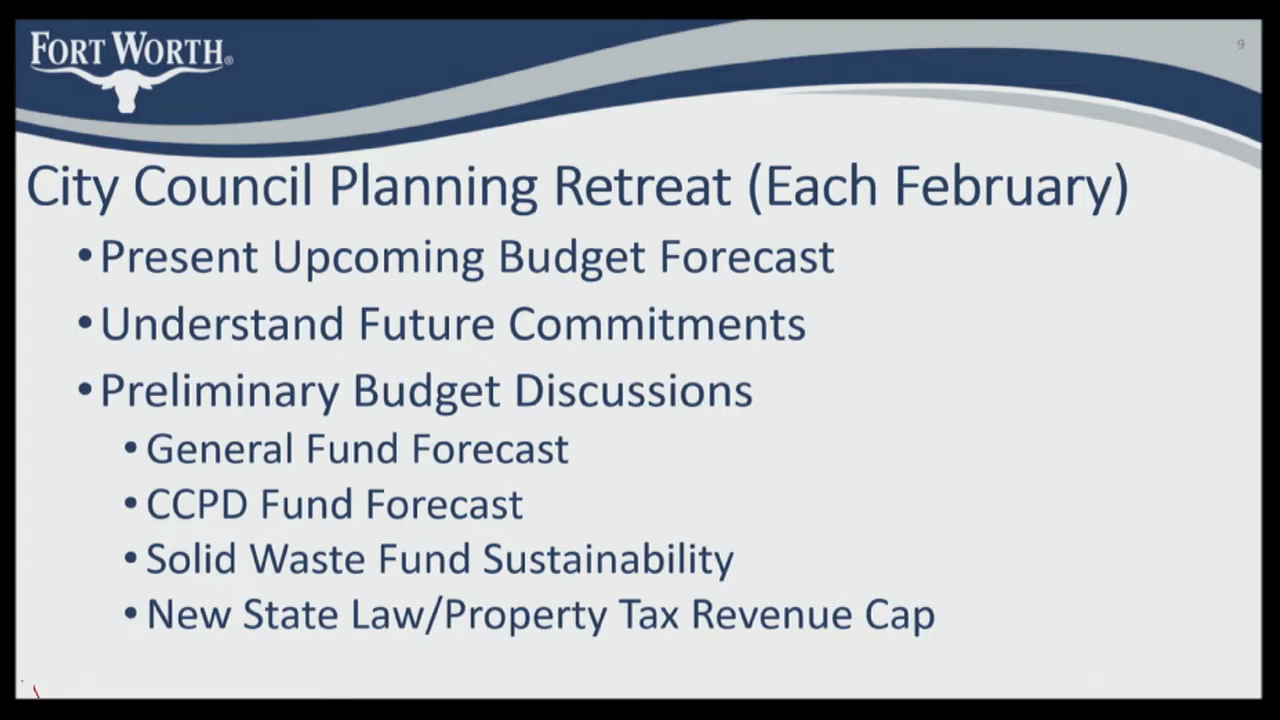 FORT WORTH®
9
City Council Planning Retreat (Each February)
•Present Upcoming Budget Forecast
•Understand Future Commitments
•Preliminary Budget Discussions
•General Fund Forecast
•CCPD Fund Forecast
•Solid Waste Fund Sustainability
•New State Law/Property Tax Revenue Cap